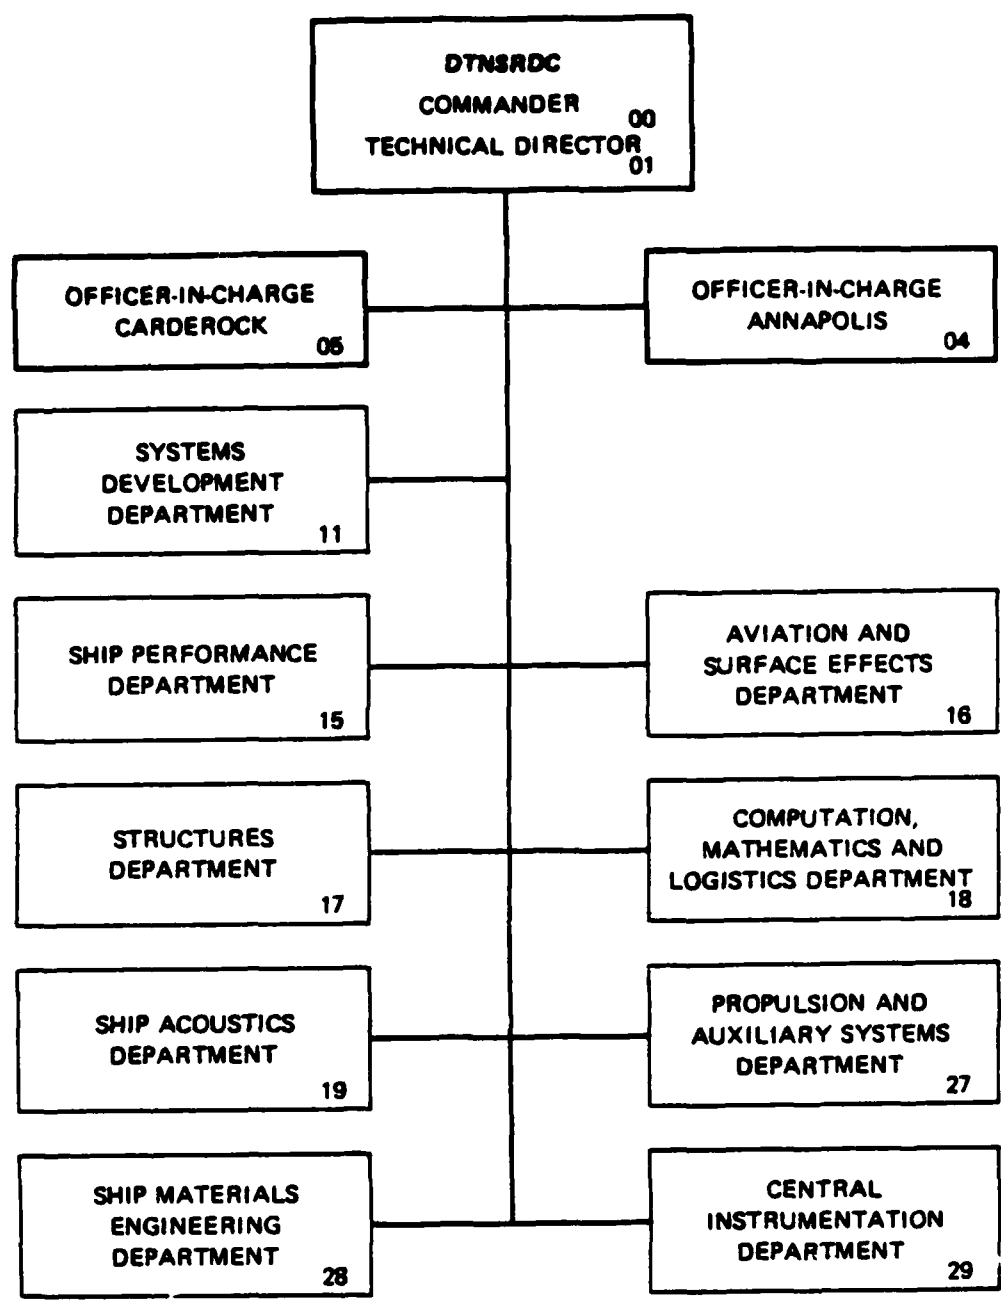 DTNSRDC
COMMANDER
00
TECHNICAL DIRECTOR
01
OFFICER-IN-CHARGE
CARDEROCK
05
OFFICER-IN-CHARGE
ANNAPOLIS
04
SYSTEMS
DEVELOPMENT
DEPARTMENT
11
SHIP PERFORMANCE
DEPARTMENT
15
AVIATION AND
SURFACE EFFECTS
DEPARTMENT
16
STRUCTURES
DEPARTMENT
17
COMPUTATION,
MATHEMATICS AND
LOGISTICS DEPARTMENT
18
SHIP ACOUSTICS
DEPARTMENT
19
PROPULSION AND
AUXILIARY SYSTEMS
DEPARTMENT
27
SHIP MATERIALS
ENGINEERING
DEPARTMENT
28
CENTRAL
INSTRUMENTATION
DEPARTMENT
29